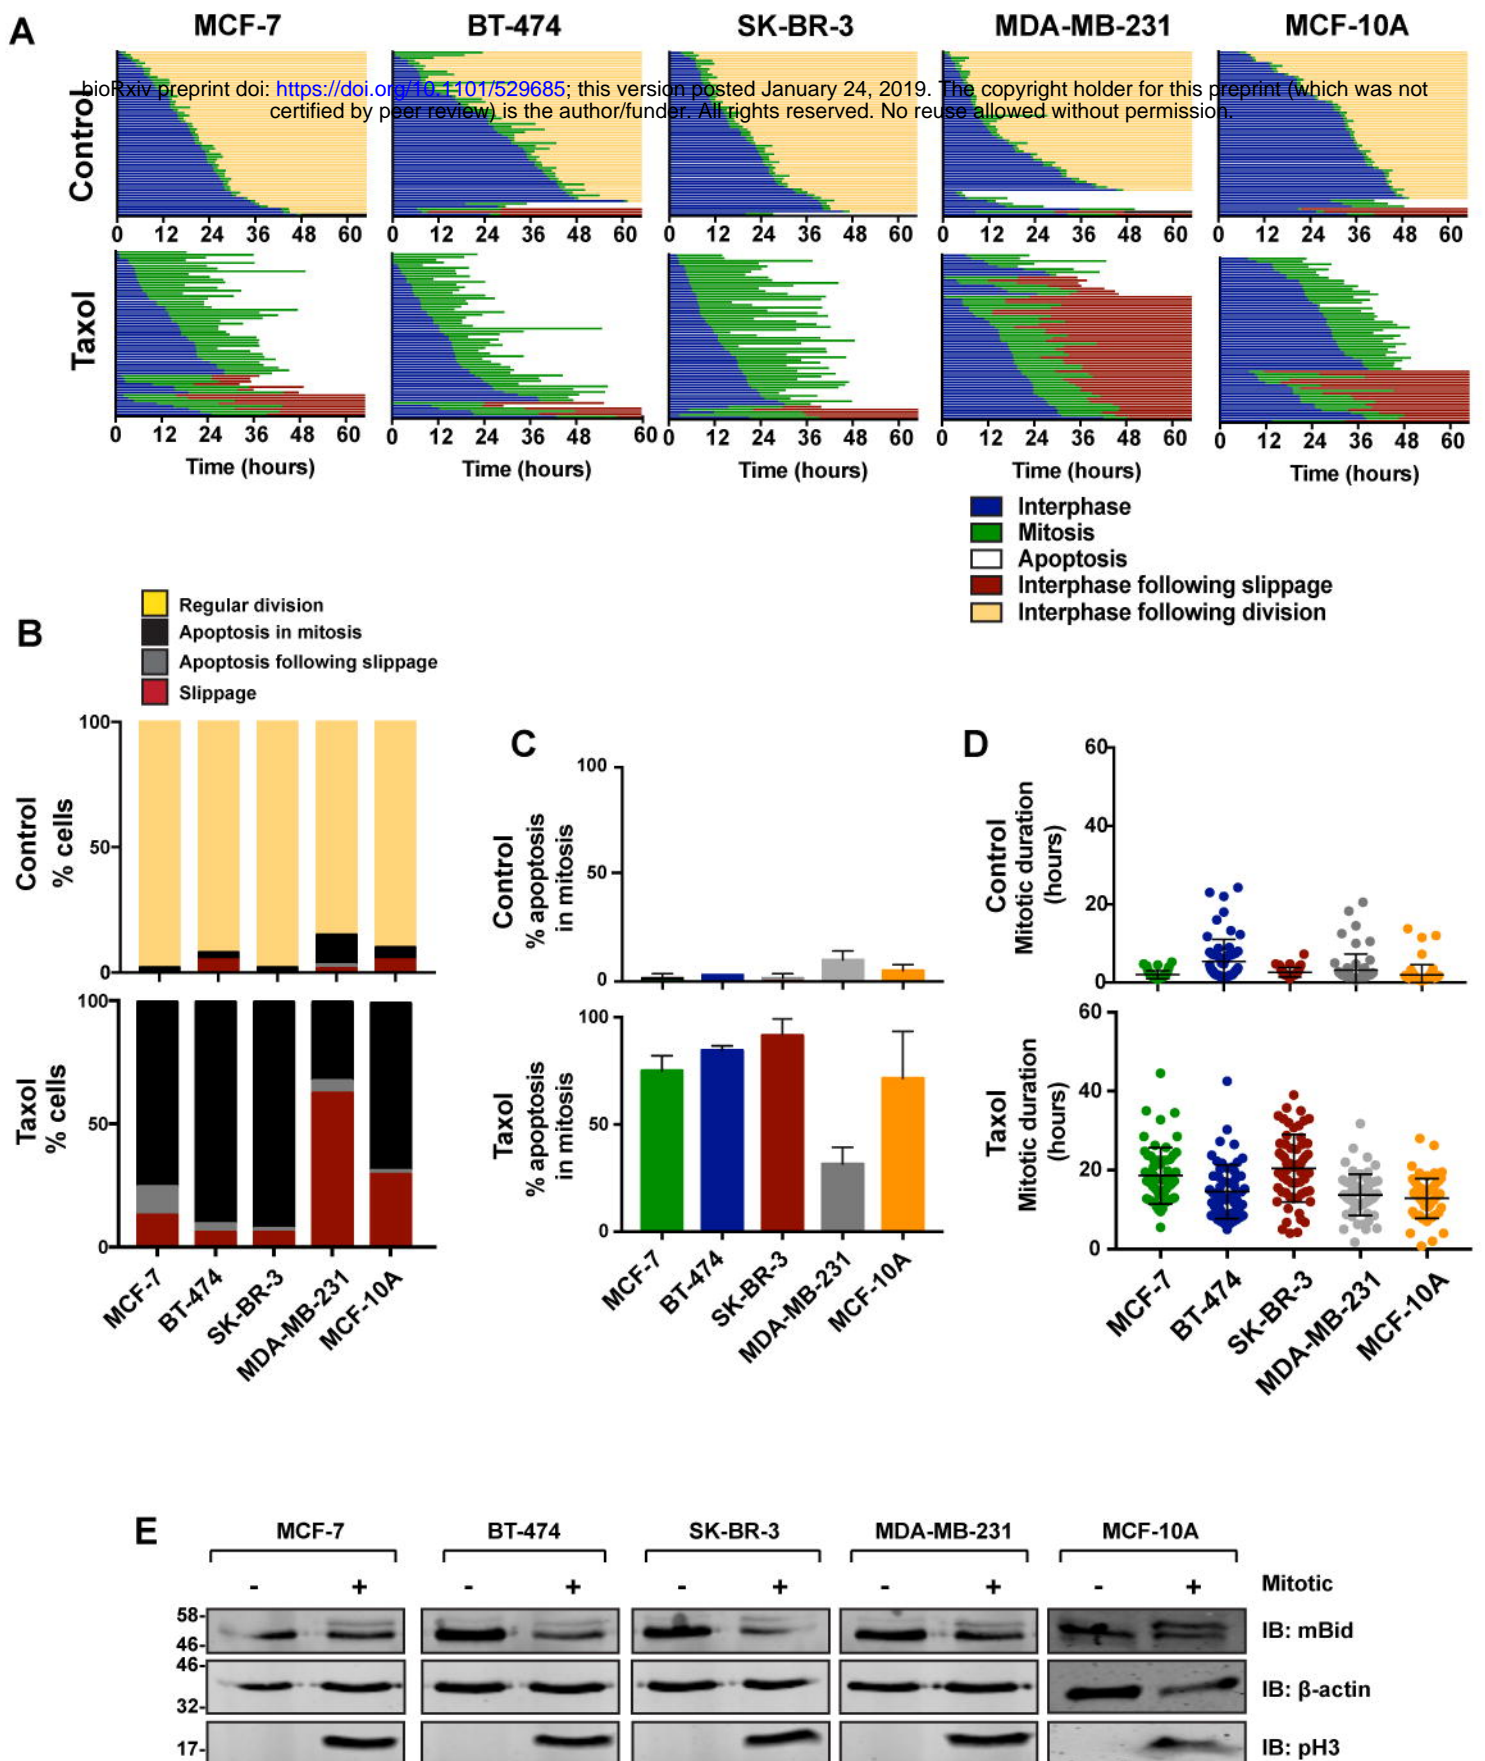 A
MCF-7 BT-474 SK-BR-3 MDA-MB-231 MCF-10A
bioRxiv preprint doi: https://doi.org/10.1101/529685; this version posted January 24, 2019. The copyright holder for this preprint (which was not
certified by peer review) is the author/funder. All rights reserved. No reuse allowed without permission.
Control
0 12 24 36 48 60 0 12 24 36 48 60 0 12 24 36 48 60 0 12 24 36 48 60 0 12 24 36 48 60
Taxol
0 12 24 36 48 60 0 12 24 36 48 60 0 12 24 36 48 60 0 12 24 36 48 60 0 12 24 36 48 60
Time (hours) Time (hours) Time (hours) Time (hours) Time (hours)
Interphase
Mitosis
Apoptosis
Interphase following slippage
Interphase following division
B
Regular division
Apoptosis in mitosis
Apoptosis following slippage
Slippage
Control
% cells
100
50
0
Taxol
% cells
100
50
0
MCF-7 BT-474 SK-BR-3 MDA-MB-231 MCF-10A
C
Control
% apoptosis
in mitosis
100
50
0
Taxol
% apoptosis
in mitosis
100
50
0
MCF-7 BT-474 SK-BR-3 MDA-MB-231 MCF-10A
D
Control
Mitotic duration
(hours)
60
40
20
0
Taxol
Mitotic duration
(hours)
60
40
20
0
MCF-7 BT-474 SK-BR-3 MDA-MB-231 MCF-10A
E
MCF-7 BT-474 SK-BR-3 MDA-MB-231 MCF-10A
- + - + - + - + - + Mitotic
58-
46- IB: mBid
46-
32- IB: β-actin
17- IB: pH3